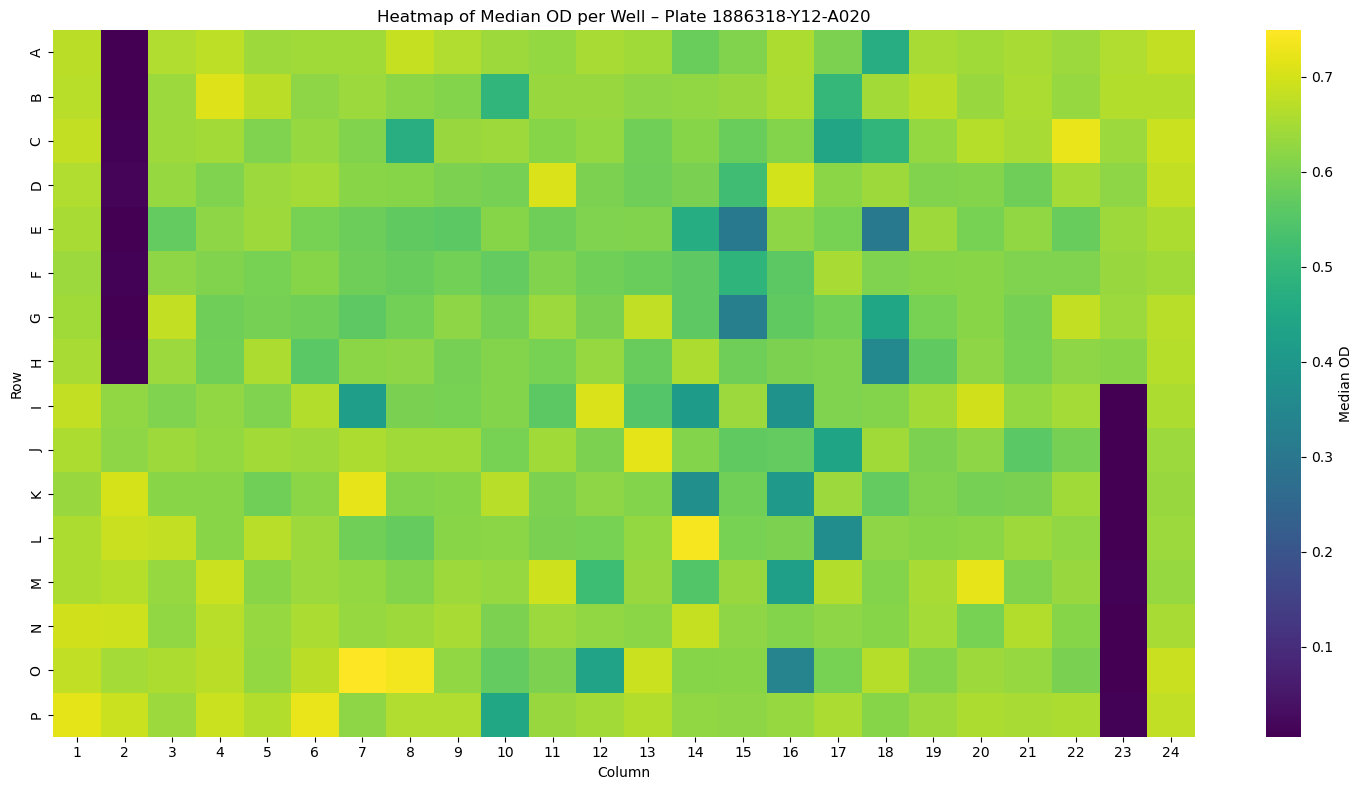 Heatmap of Median OD per Well – Plate 1886318-Y12-A020
A
B
C
D
E
F
G
H
I
J
K
L
M
N
O
P
Row
1 2 3 4 5 6 7 8 9 10 11 12 13 14 15 16 17 18 19 20 21 22 23 24
Column
0.7
0.6
0.5
0.4
0.3
0.2
0.1
Median OD